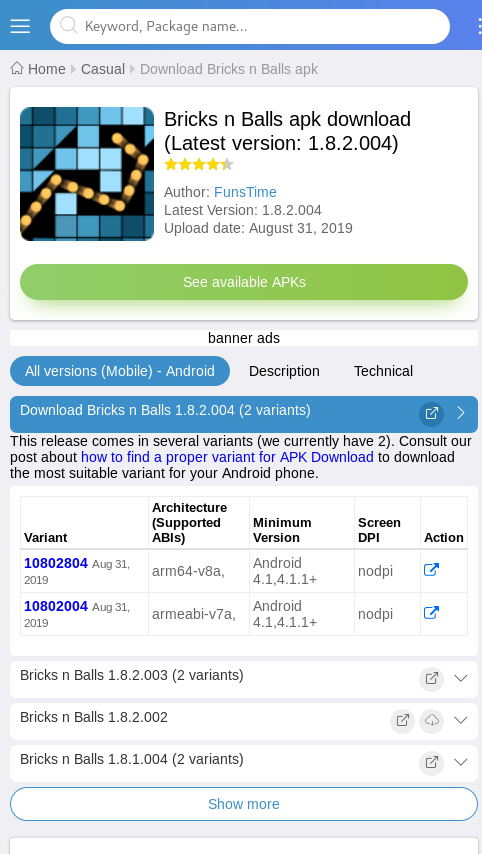 Keyword, Package name...
Home Casual Download Bricks n Balls apk
Bricks n Balls apk download
(Latest version: 1.8.2.004)
Author: FunsTime
Latest Version: 1.8.2.004
Upload date: August 31, 2019
See available APKs
banner ads
All versions (Mobile) - Android Description Technical
Download Bricks n Balls 1.8.2.004 (2 variants)
This release comes in several variants (we currently have 2). Consult our
post about how to find a proper variant for APK Download to download
the most suitable variant for your Android phone.
Variant Architecture (Supported ABIs) Minimum Version Screen DPI Action
10802804 Aug 31, 2019 arm64-v8a, Android 4.1,4.1.1+ nodpi
10802004 Aug 31, 2019 armeabi-v7a, Android 4.1,4.1.1+ nodpi
Bricks n Balls 1.8.2.003 (2 variants)
Bricks n Balls 1.8.2.002
Bricks n Balls 1.8.1.004 (2 variants)
Show more